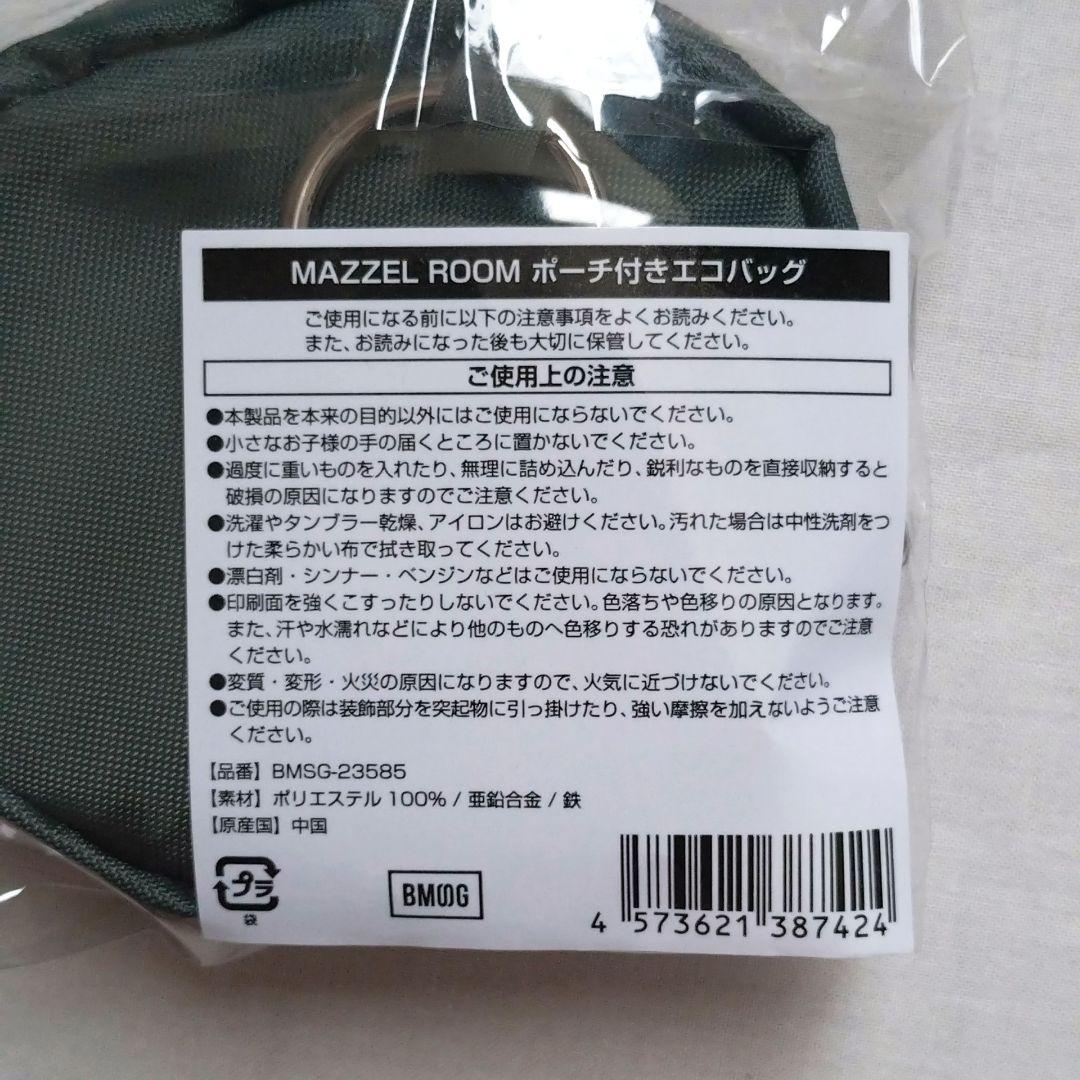 MAZZEL ROOM ポーチ付きエコバッグ
ご使用になる前に以下の注意事項をよくお読みください。
また、お読みになった後も大切に保管してください。
ご使用上の注意
●本製品を本来の目的以外にはご使用にならないでください。
●小さなお子様の手の届くところに置かないでください。
●過度に重いものを入れたり、無理に詰め込んだり、鋭利なものを直接収納すると
破損の原因になりますのでご注意ください。
●洗濯やタンブラー乾燥、アイロンはお避けください。汚れた場合は中性洗剤をつ
けた柔らかい布で拭き取ってください。
●漂白剤・シンナー・ベンジンなどはご使用にならないでください。
●印刷面を強くこすったりしないでください。色落ちや色移りの原因となります。
また、汗や水濡れなどにより他のものへ色移りする恐れがありますのでご注意
ください。
●変質・変形・火災の原因になりますので、火気に近づけないでください。
●ご使用の際は装飾部分を突起物に引っ掛けたり、強い摩擦を加えないようご注意
ください。
【品番】BMSG-23585
【素材】ポリエステル 100% / 亜鉛合金 / 鉄
【原産国】中国
プラ
袋
BMSG
4 573621 387424